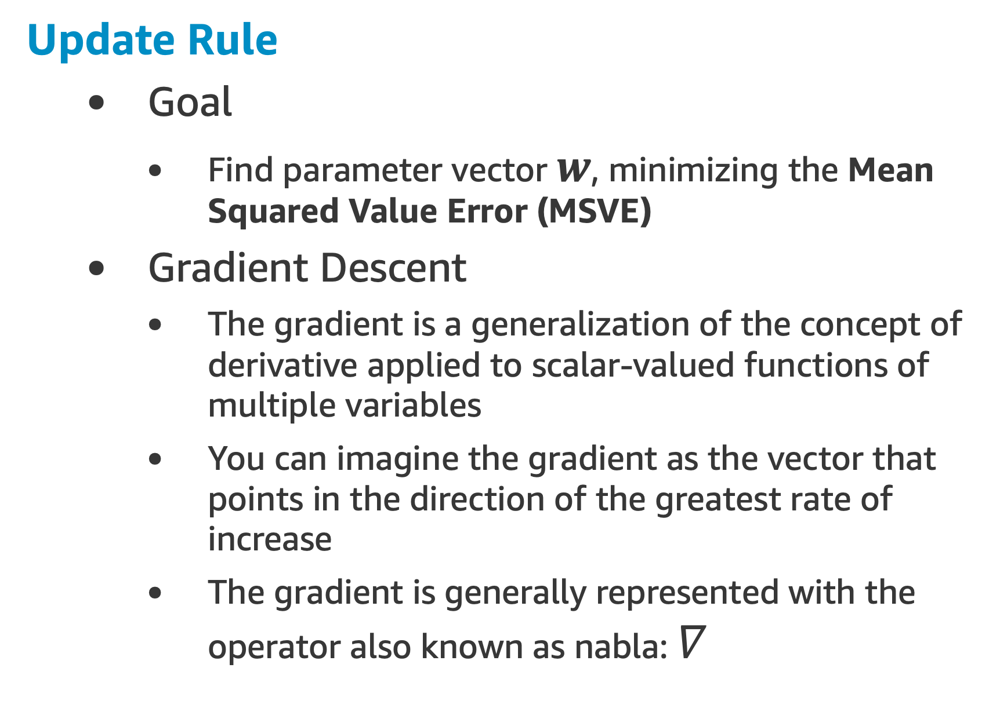 Update Rule
• Goal
• Find parameter vector w, minimizing the Mean
Squared Value Error (MSVE)
• Gradient Descent
• The gradient is a generalization of the concept of
derivative applied to scalar-valued functions of
multiple variables
• You can imagine the gradient as the vector that
points in the direction of the greatest rate of
increase
• The gradient is generally represented with the
operator also known as nabla: ∇